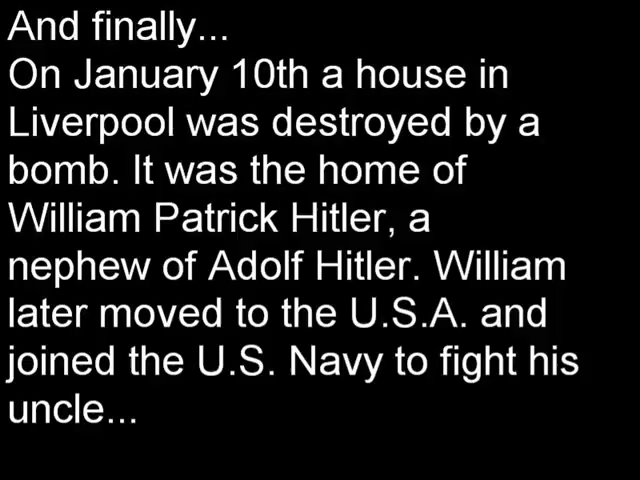 And finally...
On January 10th a house in
Liverpool was destroyed by a
bomb. It was the home of
William Patrick Hitler, a
nephew of Adolf Hitler. William
later moved to the U.S.A. and
joined the U.S. Navy to fight his
uncle...